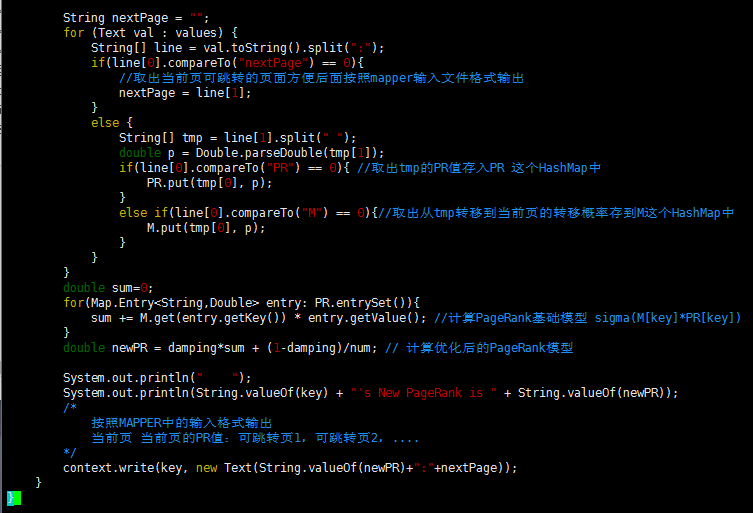 String nextPage = "";
for (Text val : values) {
String[] line = val.toString().split(":");
if(line[0].compareTo("nextPage") == 0){
//取出当前页可跳转的页面方便后面按照mapper输入文件格式输出
nextPage = line[1];
}
else {
String[] tmp = line[1].split(" ");
double p = Double.parseDouble(tmp[1]);
if(line[0].compareTo("PR") == 0){ //取出tmp的PR值存入PR 这个HashMap中
PR.put(tmp[0], p);
}
else if(line[0].compareTo("M") == 0){//取出从tmp转移到当前页的转移概率存到M这个HashMap中
M.put(tmp[0], p);
}
}
}
double sum=0;
for(Map.Entry<String,Double> entry: PR.entrySet()){
sum += M.get(entry.getKey()) * entry.getValue(); //计算PageRank基础模型 sigma(M[key]*PR[key])
}
double newPR = damping*sum + (1-damping)/num; // 计算优化后的PageRank模型
System.out.println("    ");
System.out.println(String.valueOf(key) + "'s New PageRank is " + String.valueOf(newPR));
/*
按照MAPPER中的输入格式输出
当前页 当前页的PR值: 可跳转页1, 可跳转页2, ....
*/
context.write(key, new Text(String.valueOf(newPR)+":"+nextPage));
}
}